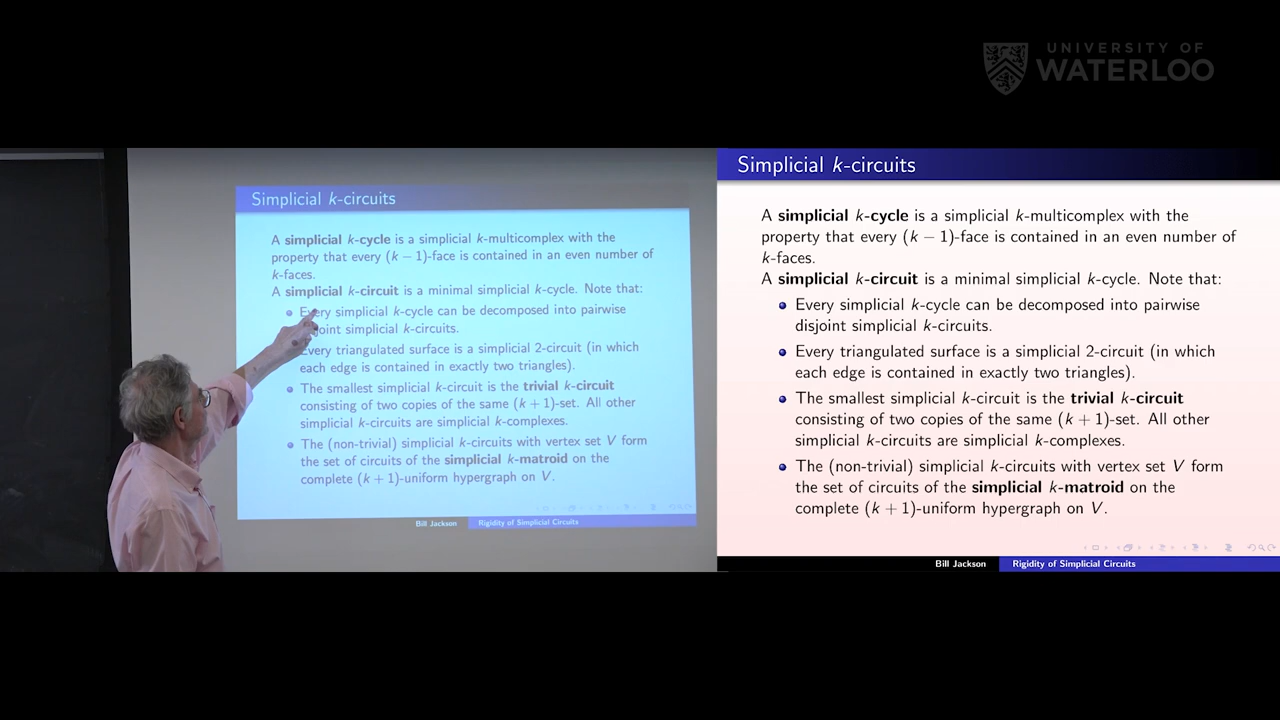 UNIVERSITY OF
WATERLOO
Simplicial k-circuits
A simplicial k-cycle is a simplicial k-multicomplex with the
property that every (k − 1)-face is contained in an even number of
k-faces.
A simplicial k-circuit is a minimal simplicial k-cycle. Note that:
Every simplicial k-cycle can be decomposed into pairwise
disjoint simplicial k-circuits.
Every triangulated surface is a simplicial 2-circuit (in which
each edge is contained in exactly two triangles).
The smallest simplicial k-circuit is the trivial k-circuit
consisting of two copies of the same (k + 1)-set. All other
simplicial k-circuits are simplicial k-complexes.
The (non-trivial) simplicial k-circuits with vertex set V form
the set of circuits of the simplicial k-matroid on the
complete (k + 1)-uniform hypergraph on V.
Bill Jackson Rigidity of Simplicial Circuits
Simplicial k-circuits
A simplicial k-cycle is a simplicial k-multicomplex with the
property that every (k − 1)-face is contained in an even number of
k-faces.
A simplicial k-circuit is a minimal simplicial k-cycle. Note that:
Every simplicial k-cycle can be decomposed into pairwise
disjoint simplicial k-circuits.
Every triangulated surface is a simplicial 2-circuit (in which
each edge is contained in exactly two triangles).
The smallest simplicial k-circuit is the trivial k-circuit
consisting of two copies of the same (k + 1)-set. All other
simplicial k-circuits are simplicial k-complexes.
The (non-trivial) simplicial k-circuits with vertex set V form
the set of circuits of the simplicial k-matroid on the
complete (k + 1)-uniform hypergraph on V.
Bill Jackson Rigidity of Simplicial Circuits